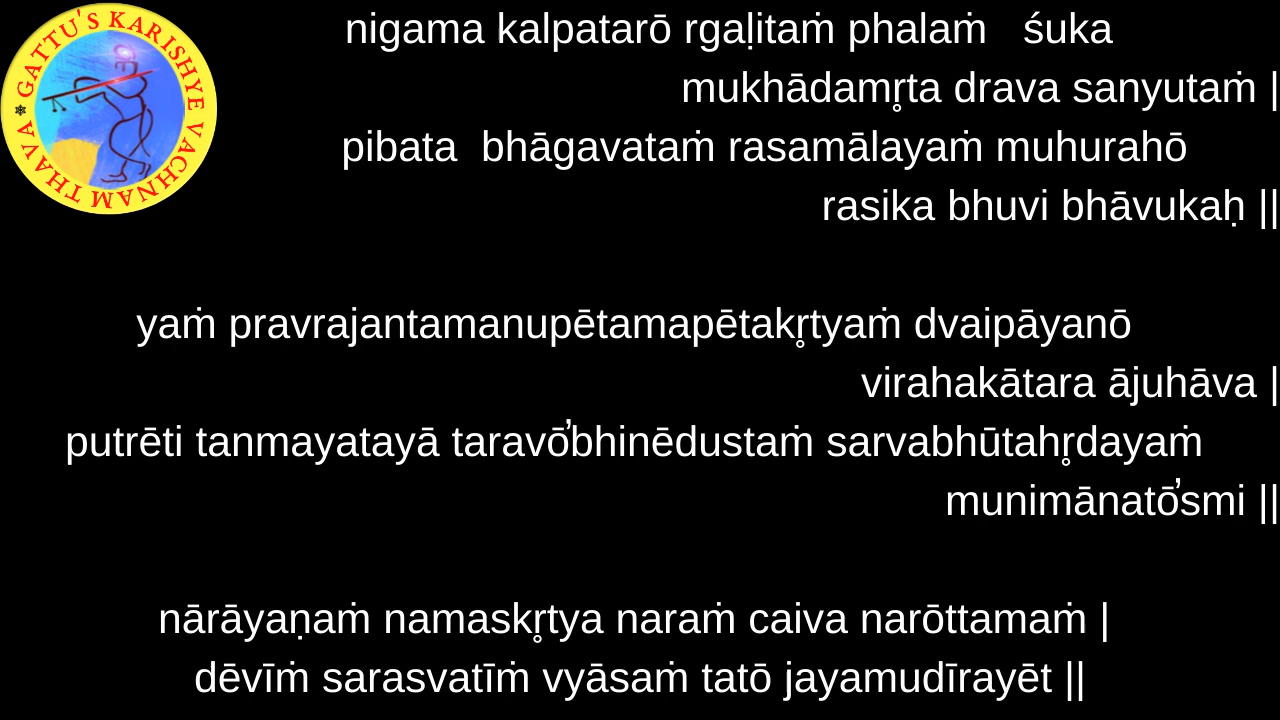 GATTU'S KARISHYE VACHNAM THAVA
nigama kalpatarō rgaḷitaṁ phalaṁ śuka
mukhādamr̥ta drava sanyutaṁ |
pibata bhāgavataṁ rasamālayaṁ muhurahō
rasika bhuvi bhāvukaḥ ||
yaṁ pravrajantamanupētamapētakr̥tyaṁ dvaipāyanō
virahakātara ājuhāva |
putrēti tanmayatayā taravō̕bhinēdustaṁ sarvabhūtahr̥dayaṁ
munimānatō̕smi ||
nārāyaṇaṁ namaskr̥tya naraṁ caiva narōttamaṁ |
dēvīṁ sarasvatīṁ vyāsaṁ tatō jayamudīrayēt ||